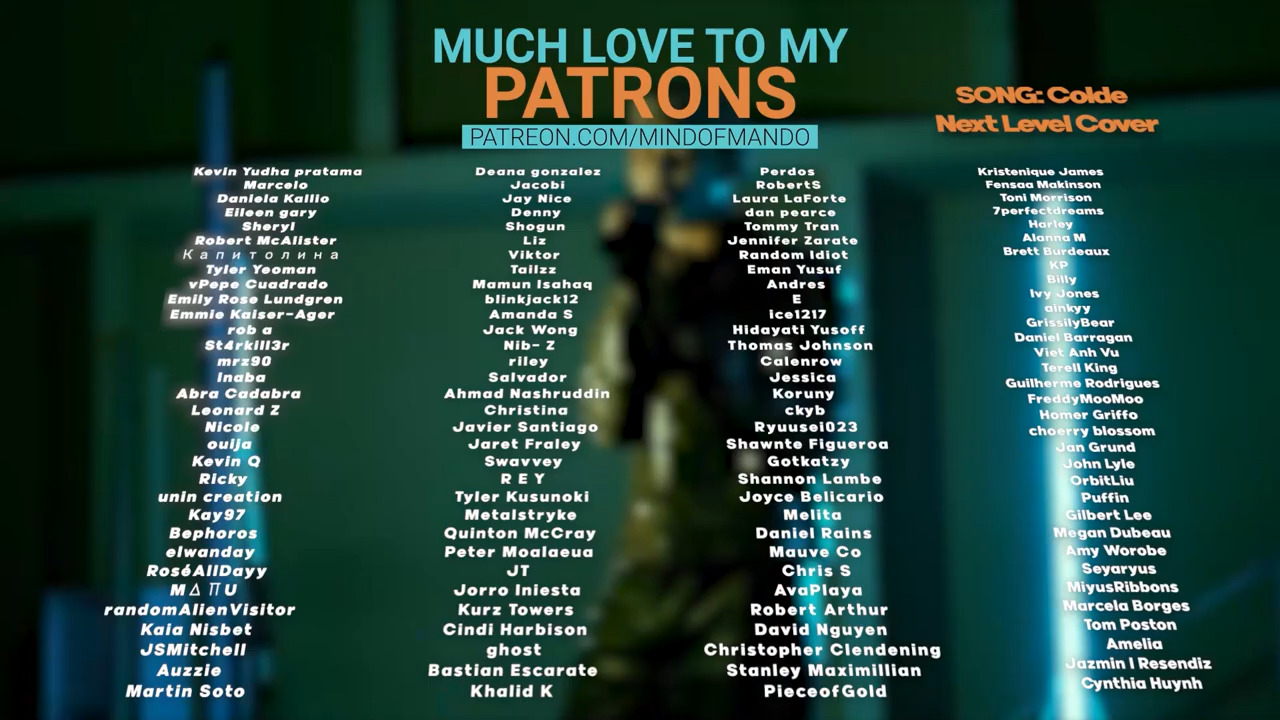 MUCH LOVE TO MY
PATRONS
PATREON.COM/MINDOFMANDO
SONG: Colde
Next Level Cover
Kevin Yudha pratama
Marcelo
Daniela Kallio
Eileen gary
Sheryl
Robert McAlister
Капитолина
Tyler Yeoman
vPepe Cuadrado
Emily Rose Lundgren
Emmie Kaiser-Ager
rob a
St4rkill3r
mrz90
Inaba
Abra Cadabra
Leonard Z
Nicole
ouija
Kevin Q
Ricky
unin creation
Kay97
Bephoros
elwanday
RoséAllDayy
M∆ПU
randomAlienVisitor
Kaia Nisbet
JSMitchell
Auzzie
Martin Soto
Deana gonzalez
Jacobi
Jay Nice
Denny
Shogun
Liz
Viktor
Tailzz
Mamun Isahaq
blinkjack12
Amanda S
Jack Wong
Nib- Z
riley
Salvador
Ahmad Nashruddin
Christina
Javier Santiago
Jaret Fraley
Swavvey
R E Y
Tyler Kusunoki
Metalstryke
Quinton McCray
Peter Moalaeua
JT
Jorro Iniesta
Kurz Towers
Cindi Harbison
ghost
Bastian Escarate
Khalid K
Perdos
RobertS
Laura LaForte
dan pearce
Tommy Tran
Jennifer Zarate
Random Idiot
Eman Yusuf
Andres
E
ice1217
Hidayati Yusoff
Thomas Johnson
Calenrow
Jessica
Koruny
ckyb
Ryuusei023
Shawnte Figueroa
Gotkatzy
Shannon Lambe
Joyce Belicario
Melita
Daniel Rains
Mauve Co
Chris S
AvaPlaya
Robert Arthur
David Nguyen
Christopher Clendening
Stanley Maximillian
PieceofGold
Kristenique James
Fensaa Makinson
Toni Morrison
7perfectdreams
Harley
Alanna M
Brett Burdeaux
KP
Billy
Ivy Jones
ainkyy
GrissilyBear
Daniel Barragan
Viet Anh Vu
Terell King
Guilherme Rodrigues
FreddyMooMoo
Homer Griffo
choerry blossom
Jan Grund
John Lyle
OrbitLiu
Puffin
Gilbert Lee
Megan Dubeau
Amy Worobe
Seyaryus
MiyusRibbons
Marcela Borges
Tom Poston
Amelia
Jazmin I Resendiz
Cynthia Huynh